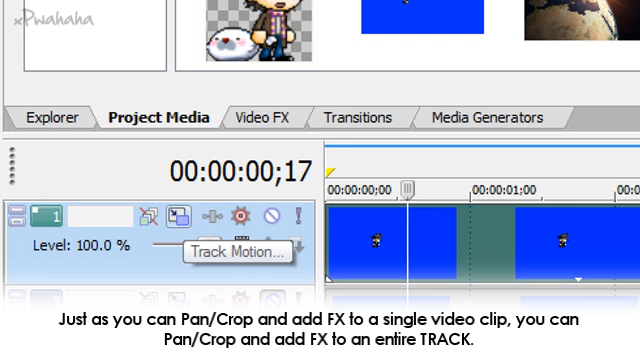 xPwahaha
Explorer
Project Media
Video FX
Transitions
Media Generators
00:00:00;17
00:00:00;00
00:00:01;00
00:0
1
Level: 100.0 %
Track Motion...
Just as you can Pan/Crop and add FX to a single video clip, you can
Pan/Crop and add FX to an entire TRACK.